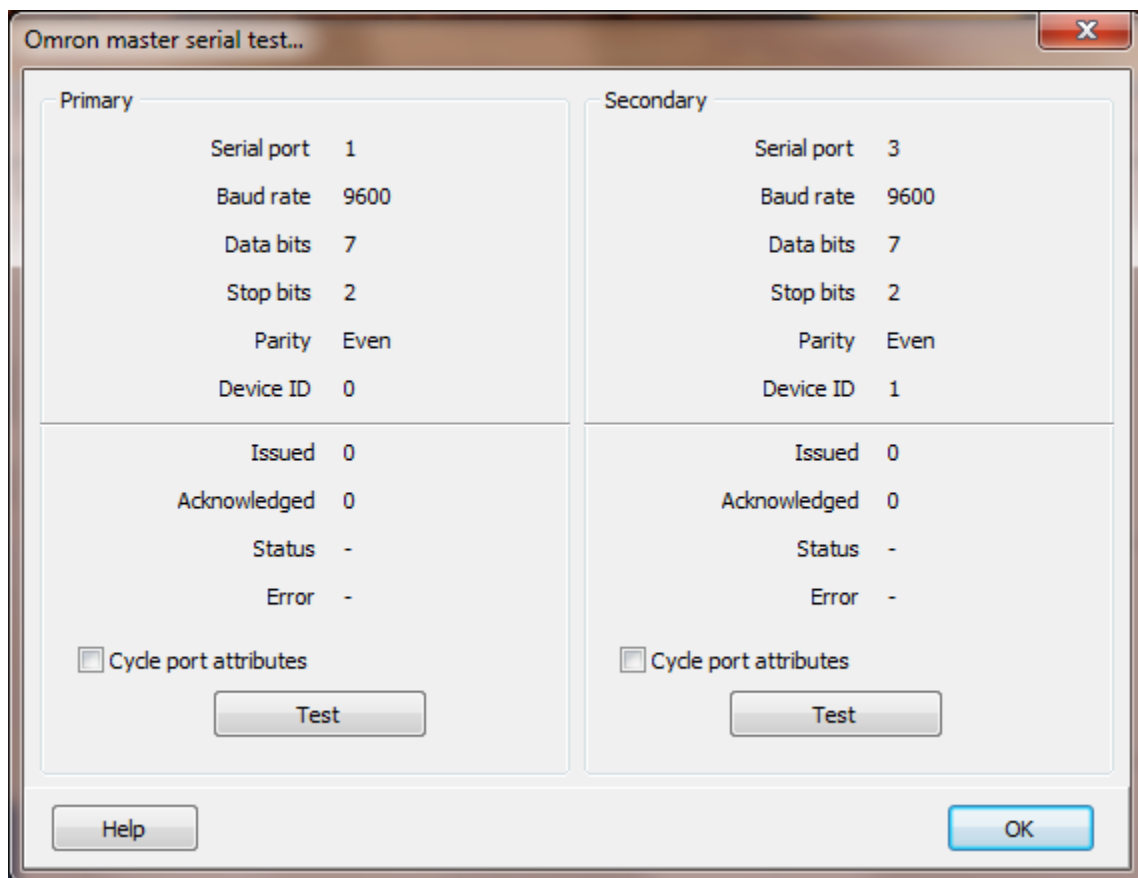 Omron master serial test...
Primary
Serial port 1
Baud rate 9600
Data bits 7
Stop bits 2
Parity Even
Device ID 0
Issued 0
Acknowledged 0
Status -
Error -
Cycle port attributes
Test
Secondary
Serial port 3
Baud rate 9600
Data bits 7
Stop bits 2
Parity Even
Device ID 1
Issued 0
Acknowledged 0
Status -
Error -
Cycle port attributes
Test
Help
OK